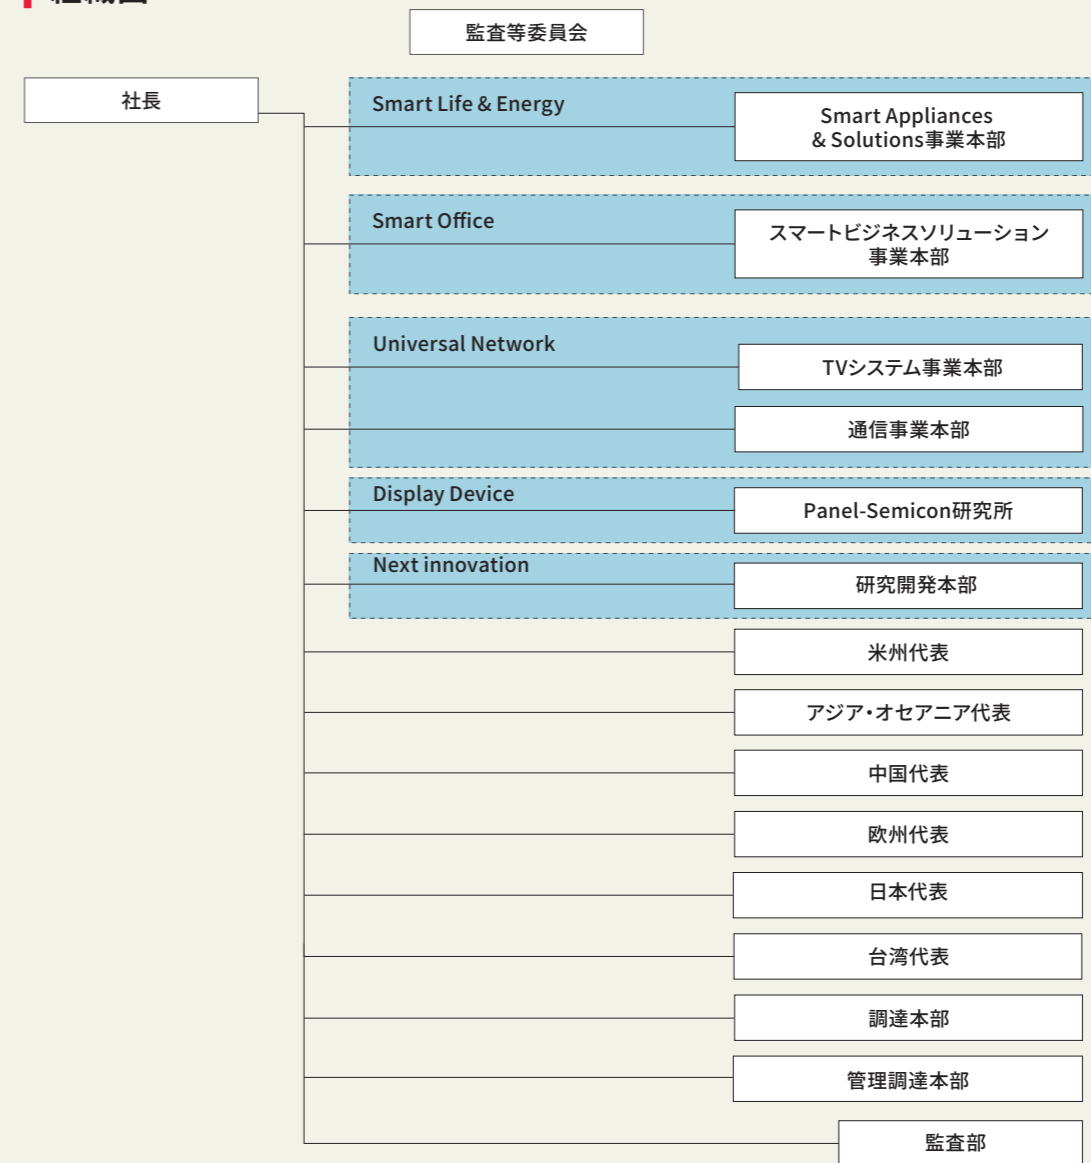 監査等委員会
社長
Smart Life & Energy
Smart Appliances
& Solutions事業本部
Smart Office
スマートビジネスソリューション
事業本部
Universal Network
TVシステム事業本部
通信事業本部
Display Device
Panel-Semicon研究所
Next innovation
研究開発本部
米州代表
アジア・オセアニア代表
中国代表
欧州代表
日本代表
台湾代表
調達本部
管理調達本部
監査部